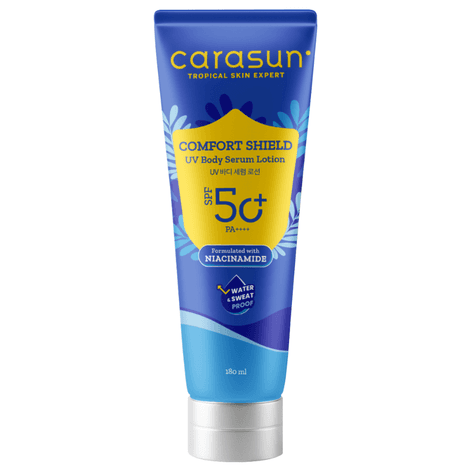 carasun
TROPICAL SKIN EXPERT
COMFORT SHIELD
UV Body Serum Lotion
UV 바디 세럼 로션
SPF 50+
PA++++
Formulated with
NIACINAMIDE
WATER
& SWEAT
PROOF
180 ml